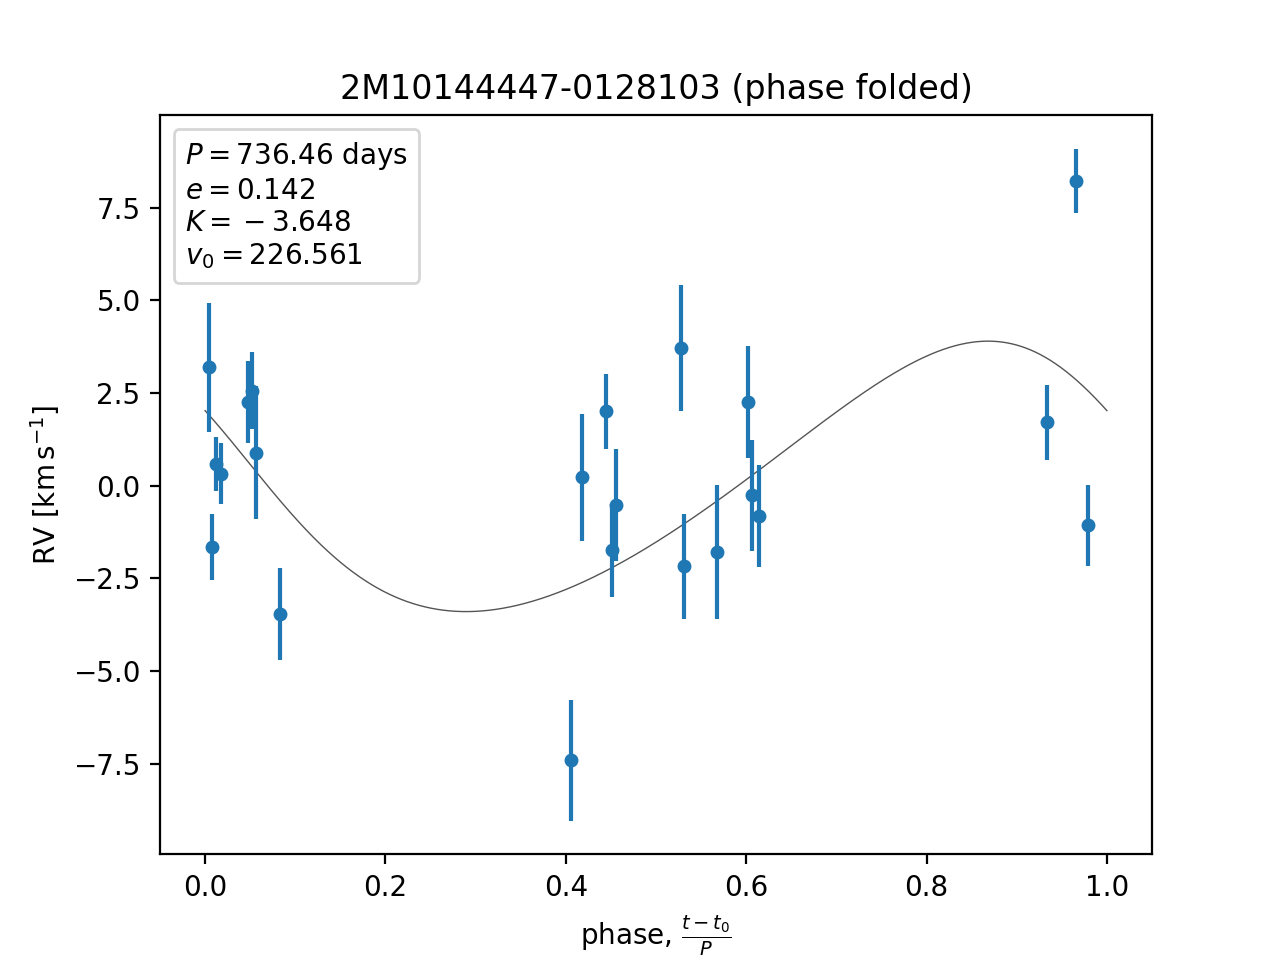 2M10144447-0128103 (phase folded)
P = 736.46 days
e = 0.142
K = −3.648
v₀ = 226.561
7.5
5.0
2.5
0.0
−2.5
−5.0
−7.5
RV [km s⁻¹]
0.0 0.2 0.4 0.6 0.8 1.0
phase, (t − t₀)/P